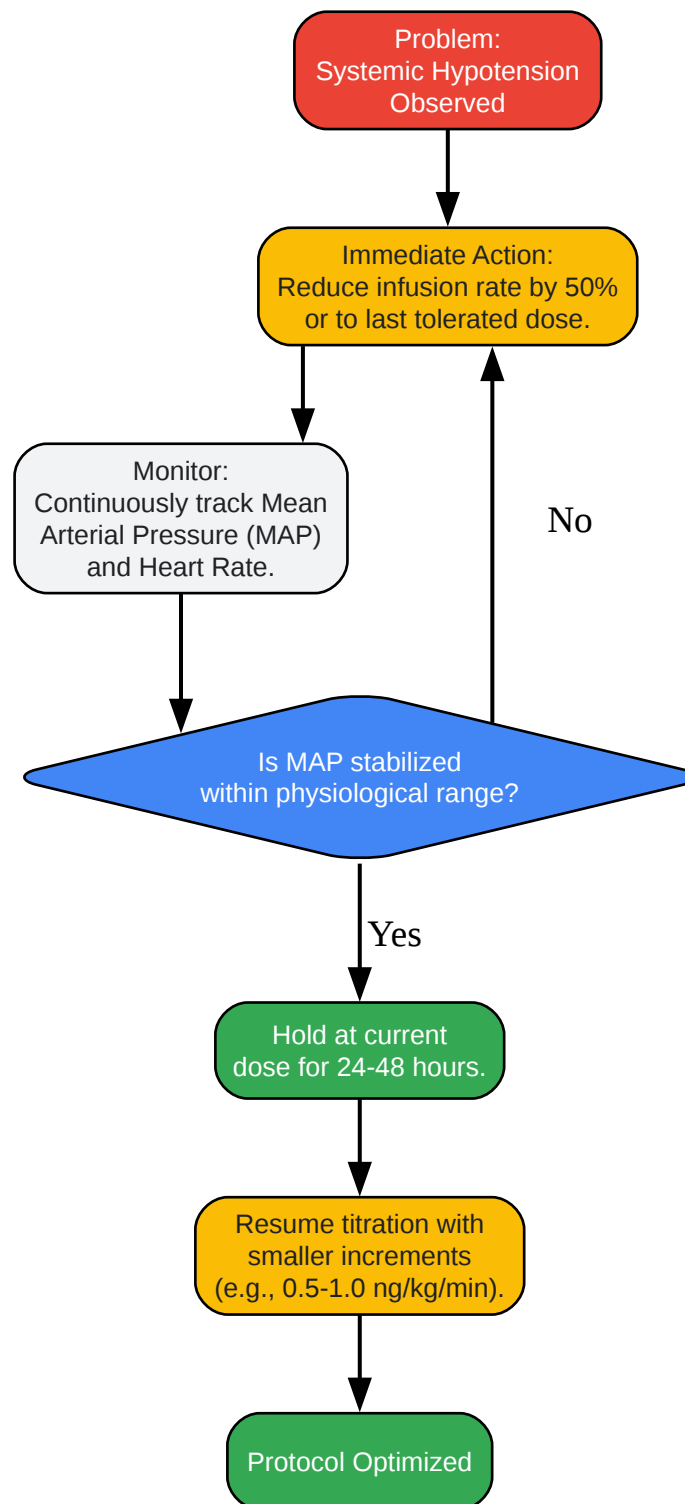 Problem:
Systemic Hypotension
Observed
Immediate Action:
Reduce infusion rate by 50%
or to last tolerated dose.
Monitor:
Continuously track Mean
Arterial Pressure (MAP)
and Heart Rate.
No
Is MAP stabilized
within physiological range?
Yes
Hold at current
dose for 24-48 hours.
Resume titration with
smaller increments
(e.g., 0.5-1.0 ng/kg/min).
Protocol Optimized